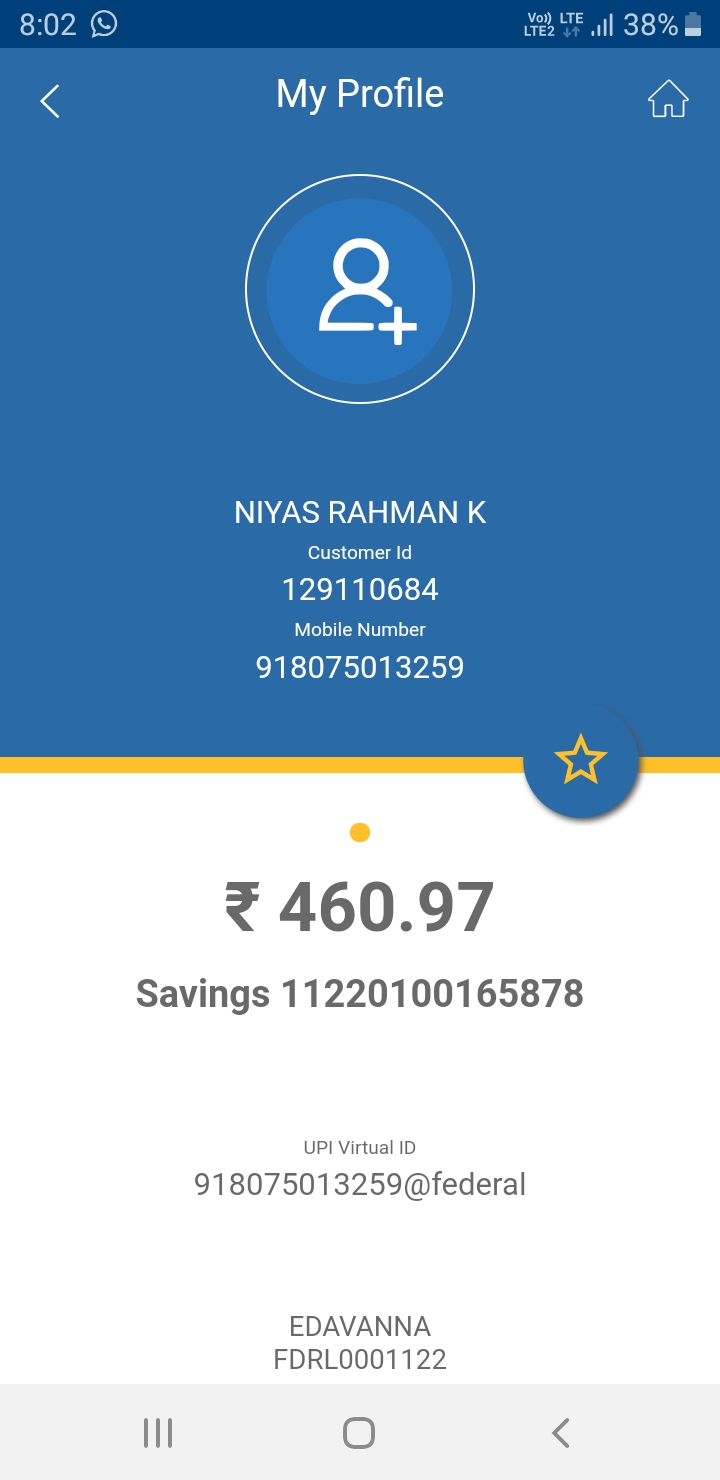 8:02 Vo)) LTE LTE2 38%
My Profile
NIYAS RAHMAN K
Customer Id
129110684
Mobile Number
918075013259
₹ 460.97
Savings 11220100165878
UPI Virtual ID
918075013259@federal
EDAVANNA
FDRL0001122